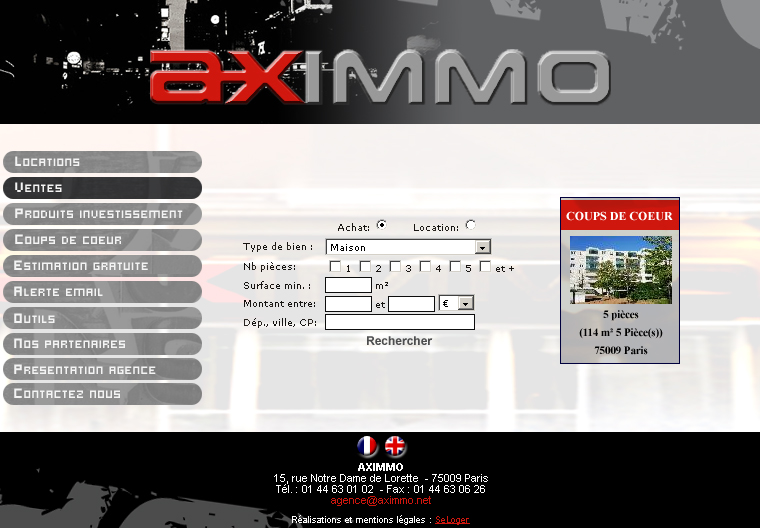 aXIMMO
Locations
Ventes
Produits investissement
Coups de coeur
Estimation gratuite
Alerte email
Outils
Nos partenaires
Presentation agence
Contactez nous
Achat: Location:
Type de bien : Maison
Nb pièces: 1 2 3 4 5 et +
Surface min. : m²
Montant entre: et €
Dép., ville, CP:
Rechercher
COUPS DE COEUR
5 pièces
(114 m² 5 Pièce(s))
75009 Paris
AXIMMO
15, rue Notre Dame de Lorette - 75009 Paris
Tél. : 01 44 63 01 02 - Fax : 01 44 63 06 26
agence@aximmo.net
Réalisations et mentions légales : SeLoger